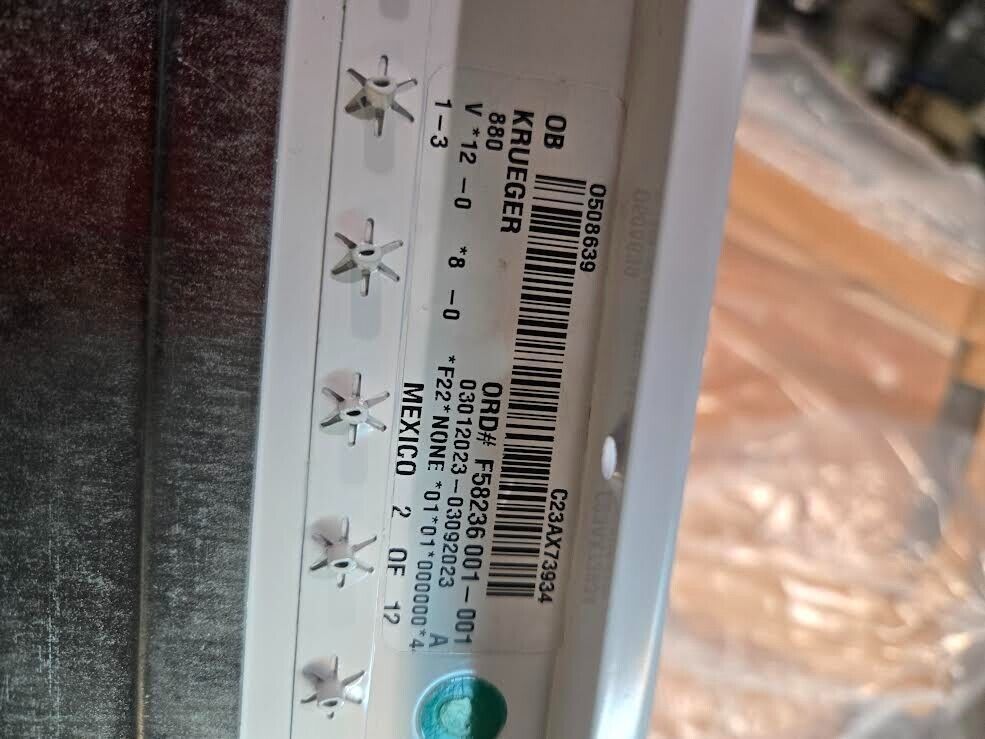 0508639 C23AX73934
OB
KRUEGER ORD# F58236 001-001
880 03012023-03092023 A
V *12 -0 *8 -0 *F22*NONE *01*01*000000*4
1-3 MEXICO 2 OF 12